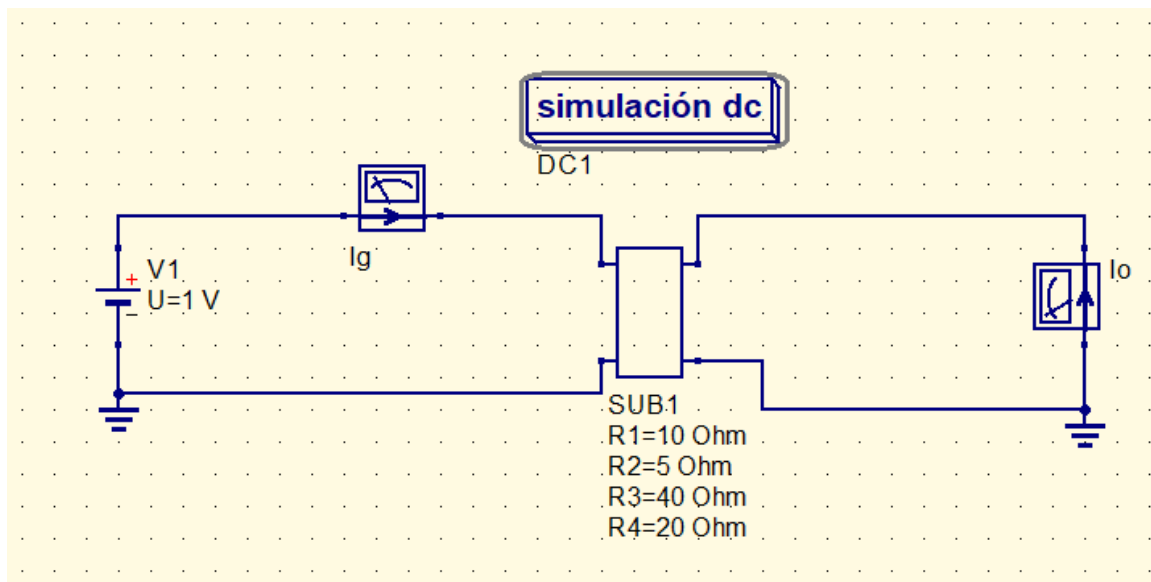 simulación dc
DC1
Ig
V1
U=1 V
Io
SUB1
R1=10 Ohm
R2=5 Ohm
R3=40 Ohm
R4=20 Ohm